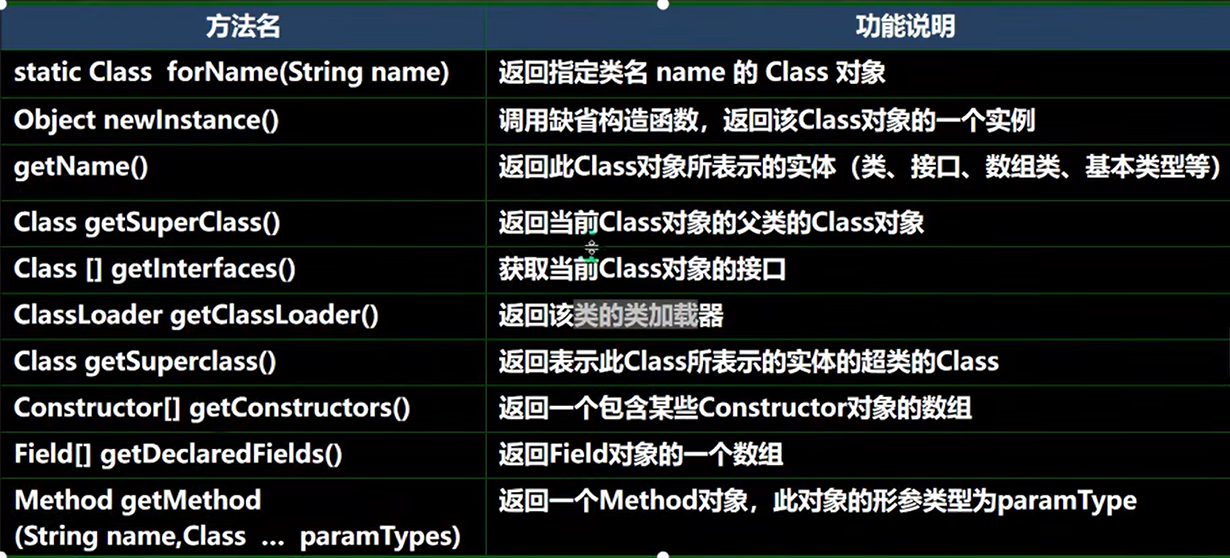 方法名 功能说明
static Class forName(String name) 返回指定类名 name 的 Class 对象
Object newInstance() 调用缺省构造函数，返回该Class对象的一个实例
getName() 返回此Class对象所表示的实体（类、接口、数组类、基本类型等）
Class getSuperClass() 返回当前Class对象的父类的Class对象
Class [] getInterfaces() 获取当前Class对象的接口
ClassLoader getClassLoader() 返回该类的类加载器
Class getSuperclass() 返回表示此Class所表示的实体的超类的Class
Constructor[] getConstructors() 返回一个包含某些Constructor对象的数组
Field[] getDeclaredFields() 返回Field对象的一个数组
Method getMethod 返回一个Method对象，此对象的形参类型为paramType
(String name,Class … paramTypes)